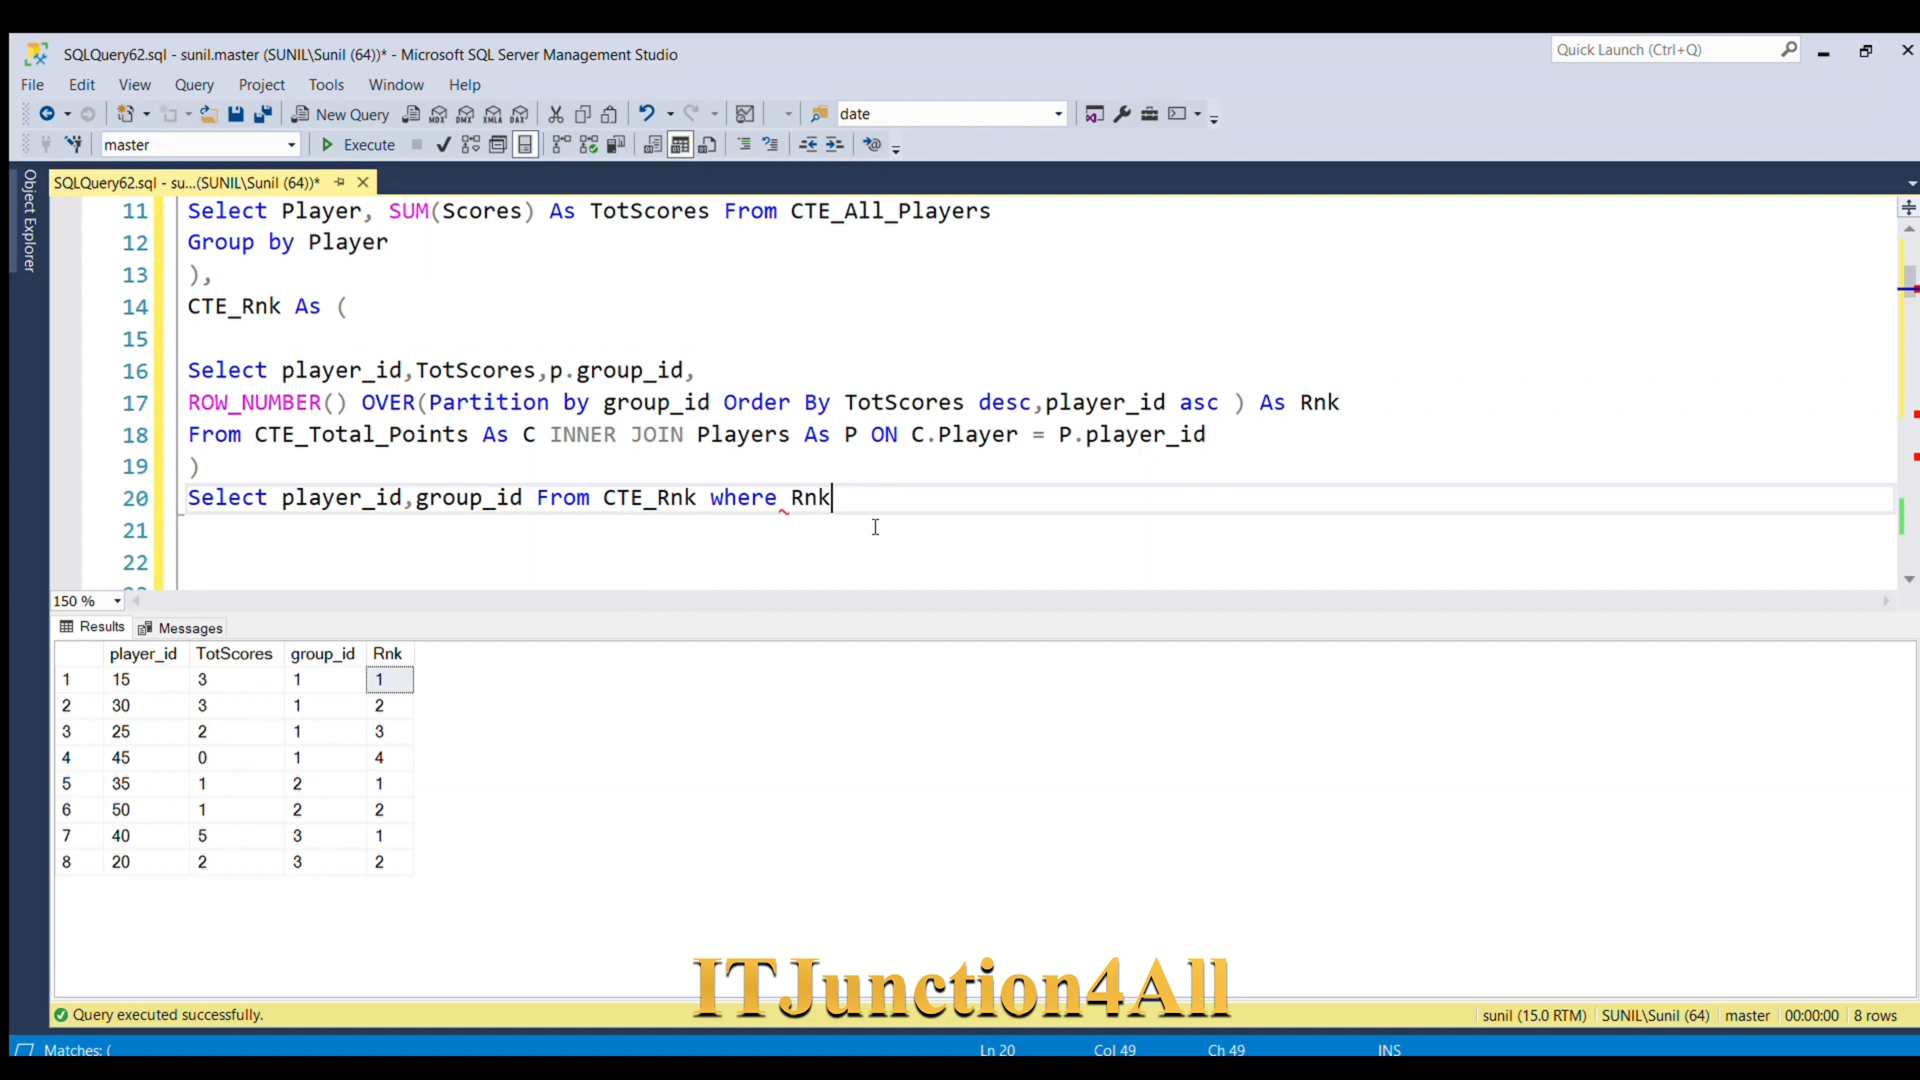 SQLQuery62.sql - sunil.master (SUNIL\Sunil (64))* - Microsoft SQL Server Management Studio
Quick Launch (Ctrl+Q)
File Edit View Query Project Tools Window Help
New Query MDX DMX XMLA DAX date
master Execute
Object Explorer
SQLQuery62.sql - su...(SUNIL\Sunil (64))*
11 Select Player, SUM(Scores) As TotScores From CTE_All_Players
12 Group by Player
13 ),
14 CTE_Rnk As (
15
16 Select player_id,TotScores,p.group_id,
17 ROW_NUMBER() OVER(Partition by group_id Order By TotScores desc,player_id asc ) As Rnk
18 From CTE_Total_Points As C INNER JOIN Players As P ON C.Player = P.player_id
19 )
20 Select player_id,group_id From CTE_Rnk where Rnk
21
22
150 %
Results Messages
player_id TotScores group_id Rnk
1 15 3 1 1
2 30 3 1 2
3 25 2 1 3
4 45 0 1 4
5 35 1 2 1
6 50 1 2 2
7 40 5 3 1
8 20 2 3 2
ITJunction4All
Query executed successfully. sunil (15.0 RTM) SUNIL\Sunil (64) master 00:00:00 8 rows
Matches: ( Ln 20 Col 49 Ch 49 INS